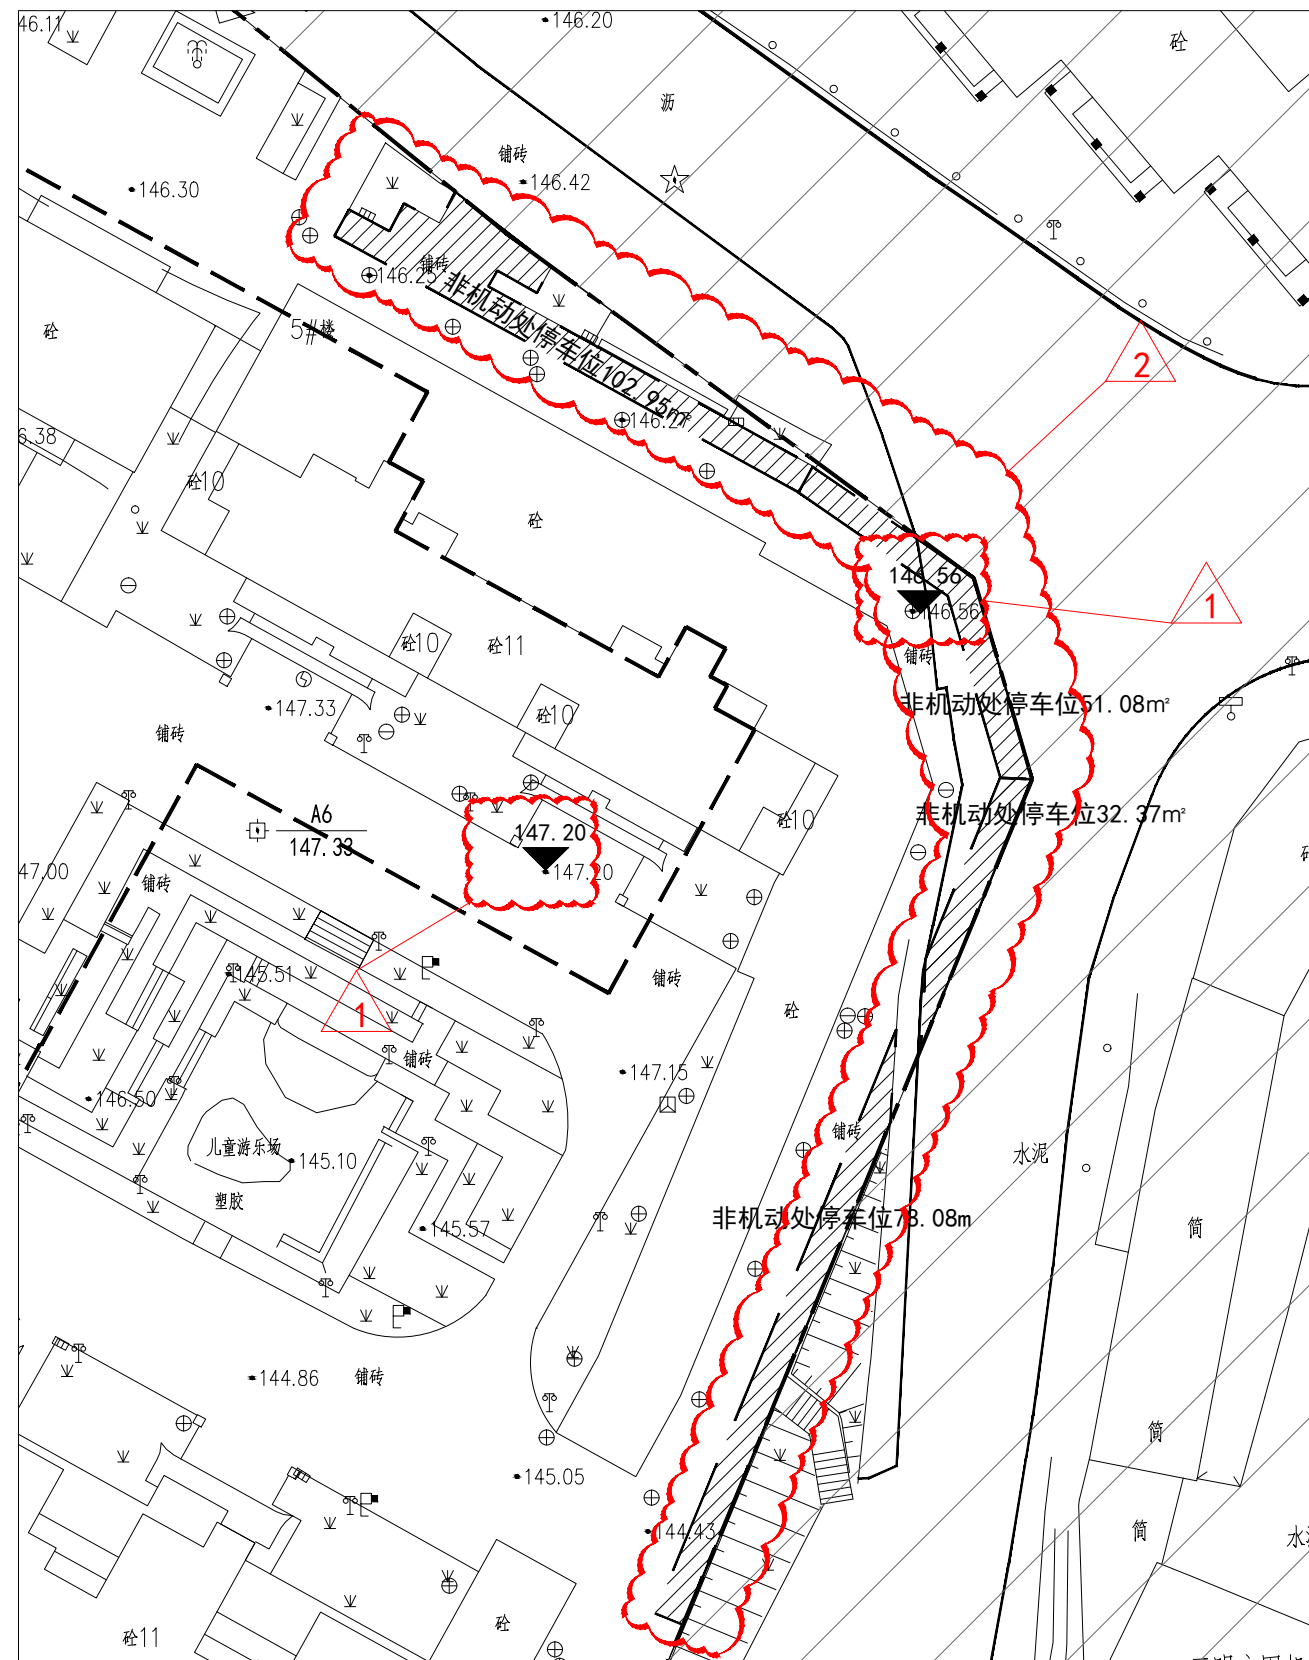 46.11
146.20
砼
沥
铺砖
146.42
146.30
铺砖
146.25
非机动处停车位102.95㎡
5#楼
砼
2
146.27
6.38
砼10
砼
146.56
146.56
1
砼10
砼11
铺砖
147.33
砼10
非机动处停车位51.08㎡
铺砖
A6
147.33
147.20
147.20
砼10
非机动处停车位32.37㎡
47.00
铺砖
145.51
铺砖
砼
1
铺砖
147.15
146.50
铺砖
儿童游乐场
145.10
水泥
塑胶
145.57
非机动处停车位78.08m
简
144.86
铺砖
简
145.05
144.43
简
砼
砼11